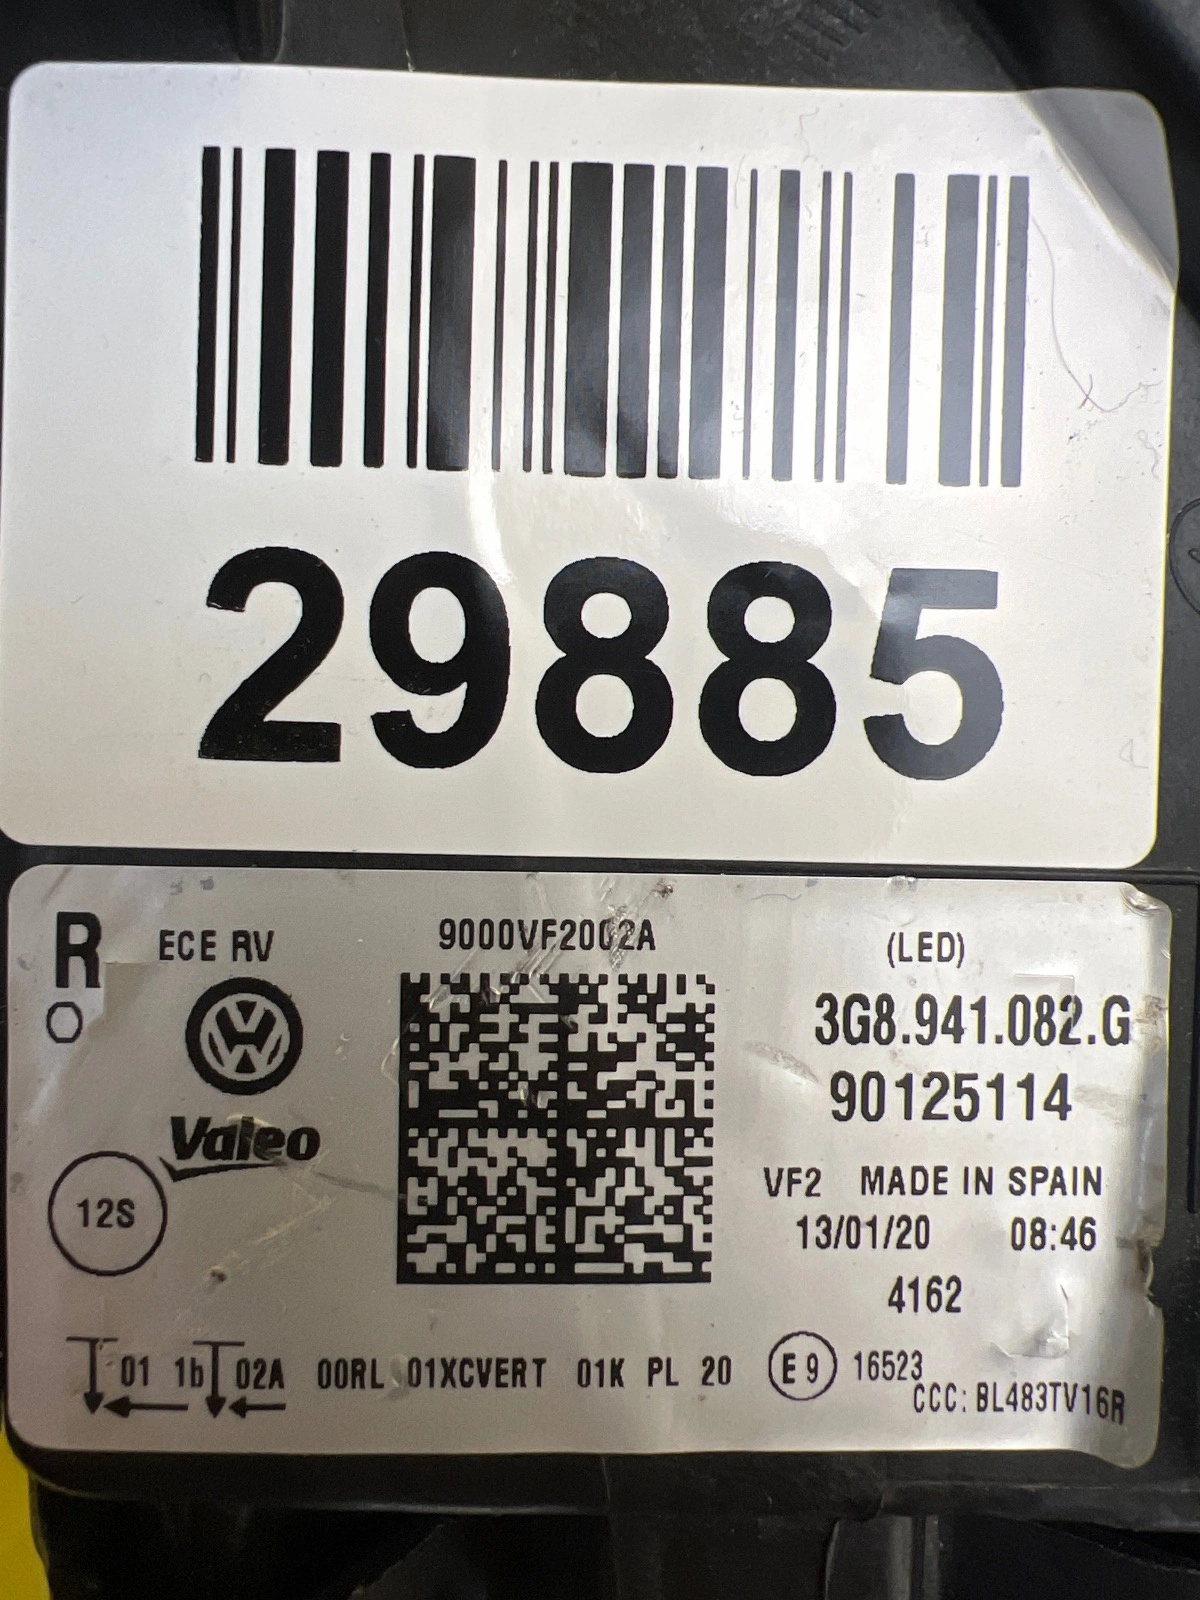 29885
R
ECE RV
9000VF2002A
(LED)
3G8.941.082.G
90125114
Valeo
12S
VF2 MADE IN SPAIN
13/01/20 08:46
4162
01 1b 02A 00RL 01XCVERT 01K PL 20 E9 16523
CCC: BL483TV16R